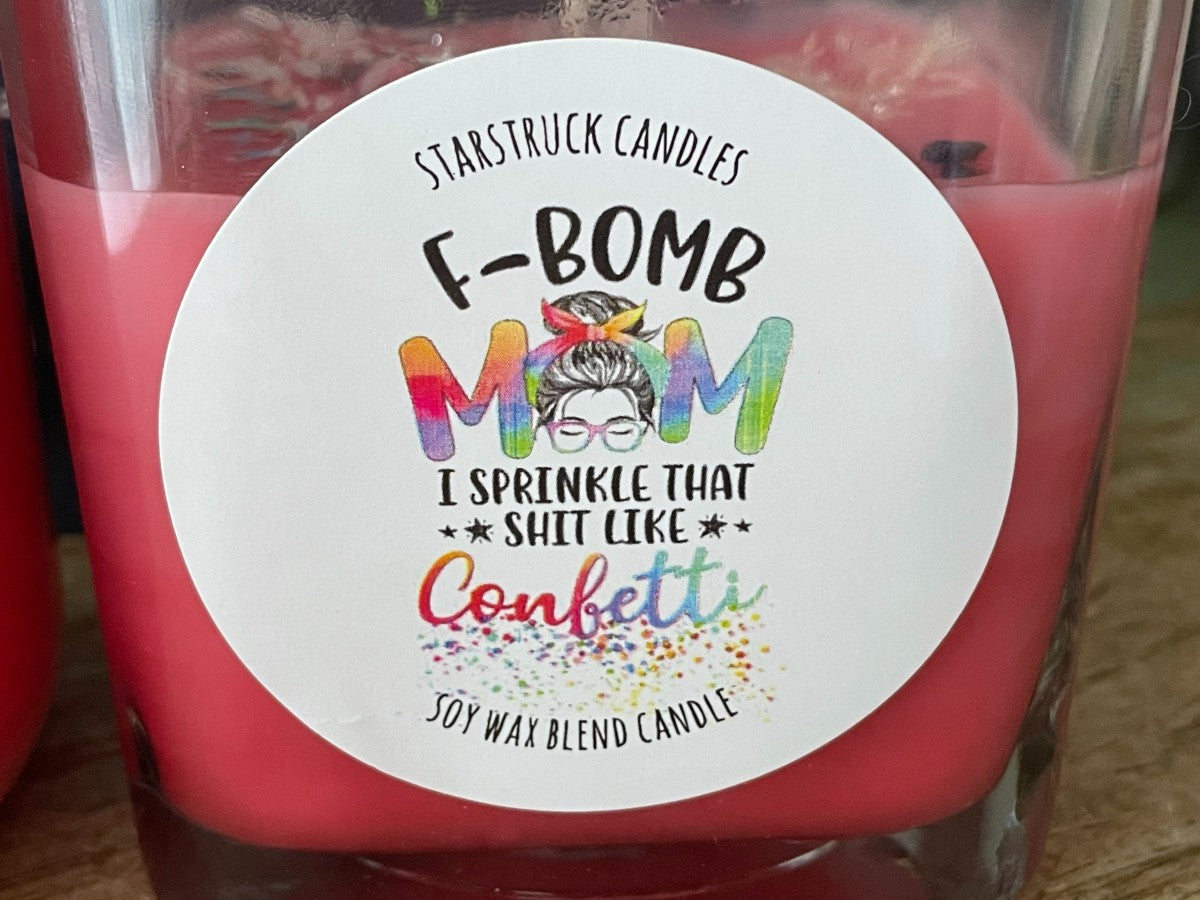 STARSTRUCK CANDLES
F-BOMB
MOM
I SPRINKLE THAT
SHIT LIKE
Confetti
SOY WAX BLEND CANDLE